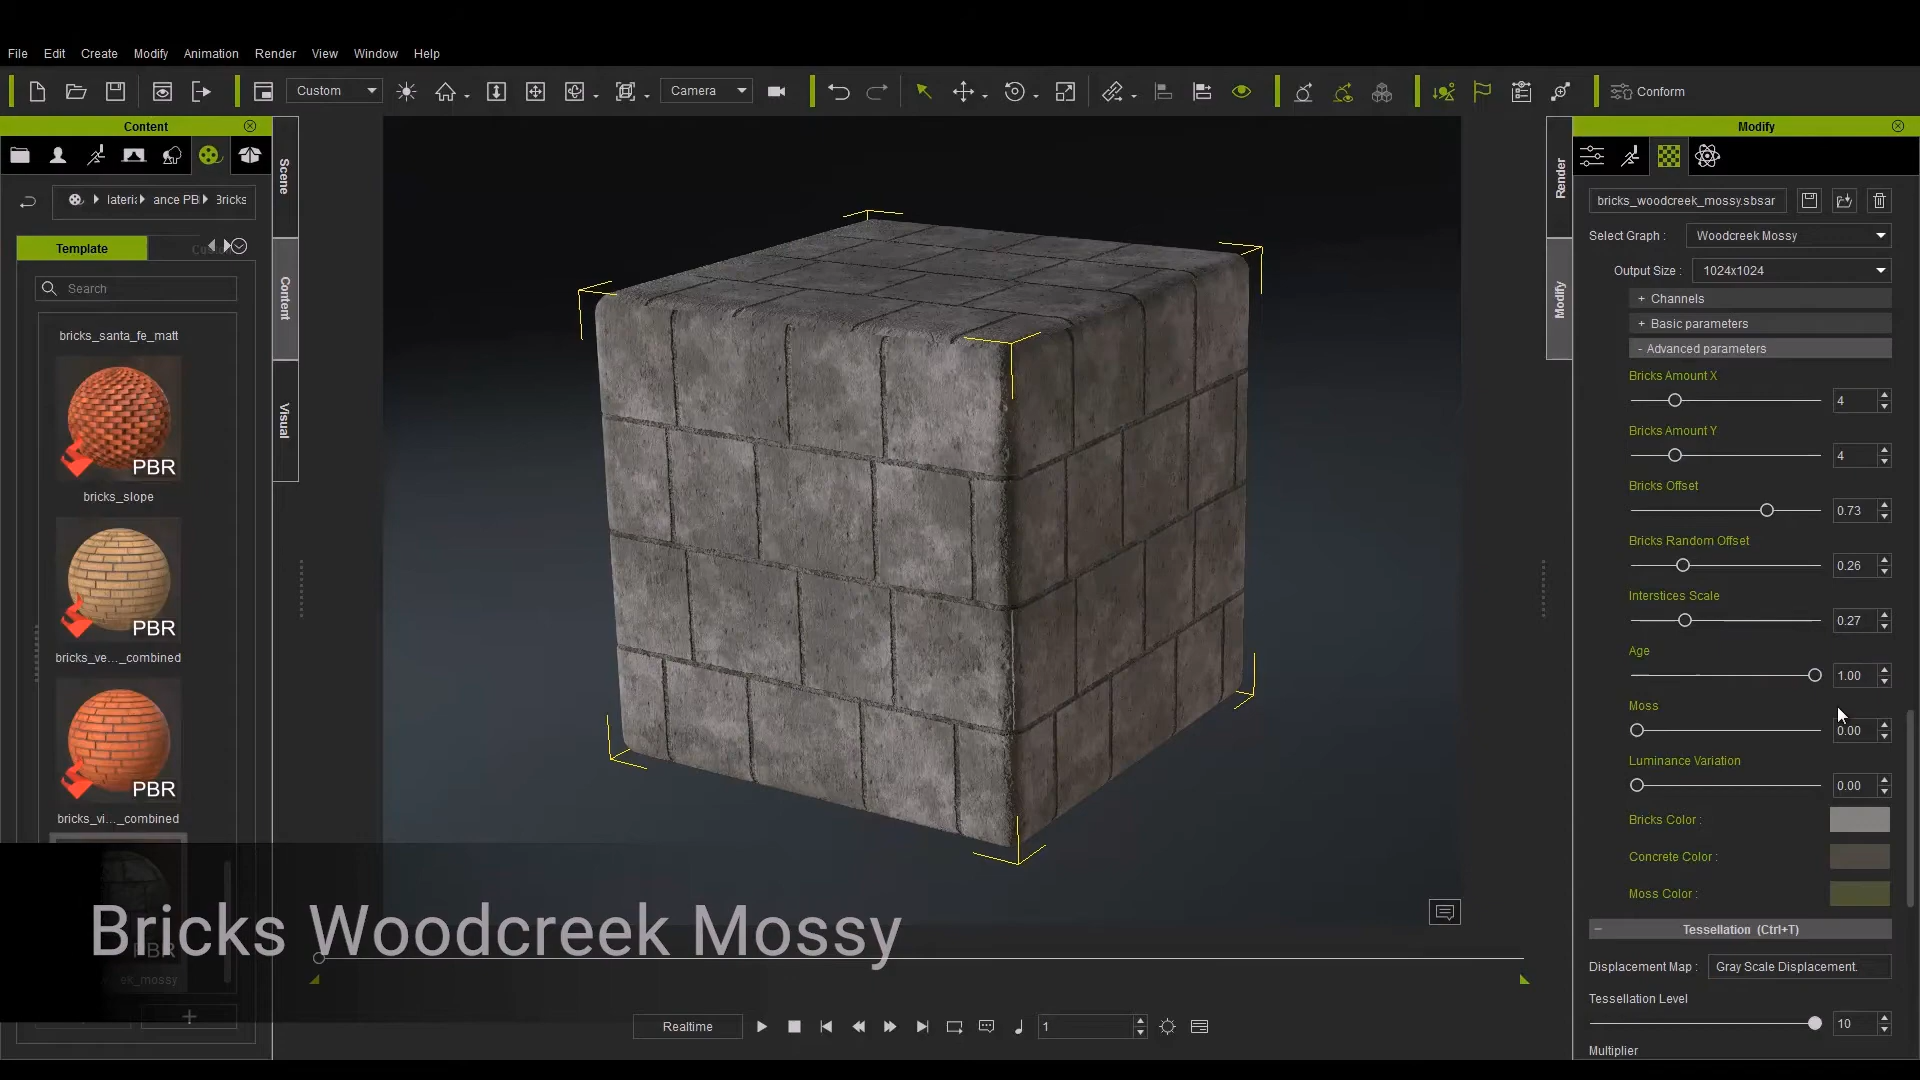 File Edit Create Modify Animation Render View Window Help
Custom Camera Conform
Content
Modify
Scene
Content
Visual
Render
Modify
ance PB Bricks
Template
Search
bricks_santa_fe_matt
PBR
bricks_slope
PBR
bricks_ve..._combined
PBR
bricks_vi..._combined
PBR
ek_mossy
Bricks Woodcreek Mossy
bricks_woodcreek_mossy.sbsar
Select Graph : Woodcreek Mossy
Output Size : 1024x1024
+ Channels
+ Basic parameters
- Advanced parameters
Bricks Amount X
4
Bricks Amount Y
4
Bricks Offset
0.73
Bricks Random Offset
0.26
Interstices Scale
0.27
Age
1.00
Moss
0.00
Luminance Variation
0.00
Bricks Color :
Concrete Color :
Moss Color :
Tessellation (Ctrl+T)
Displacement Map : Gray Scale Displacement.
Tessellation Level
10
Multiplier
Realtime 1